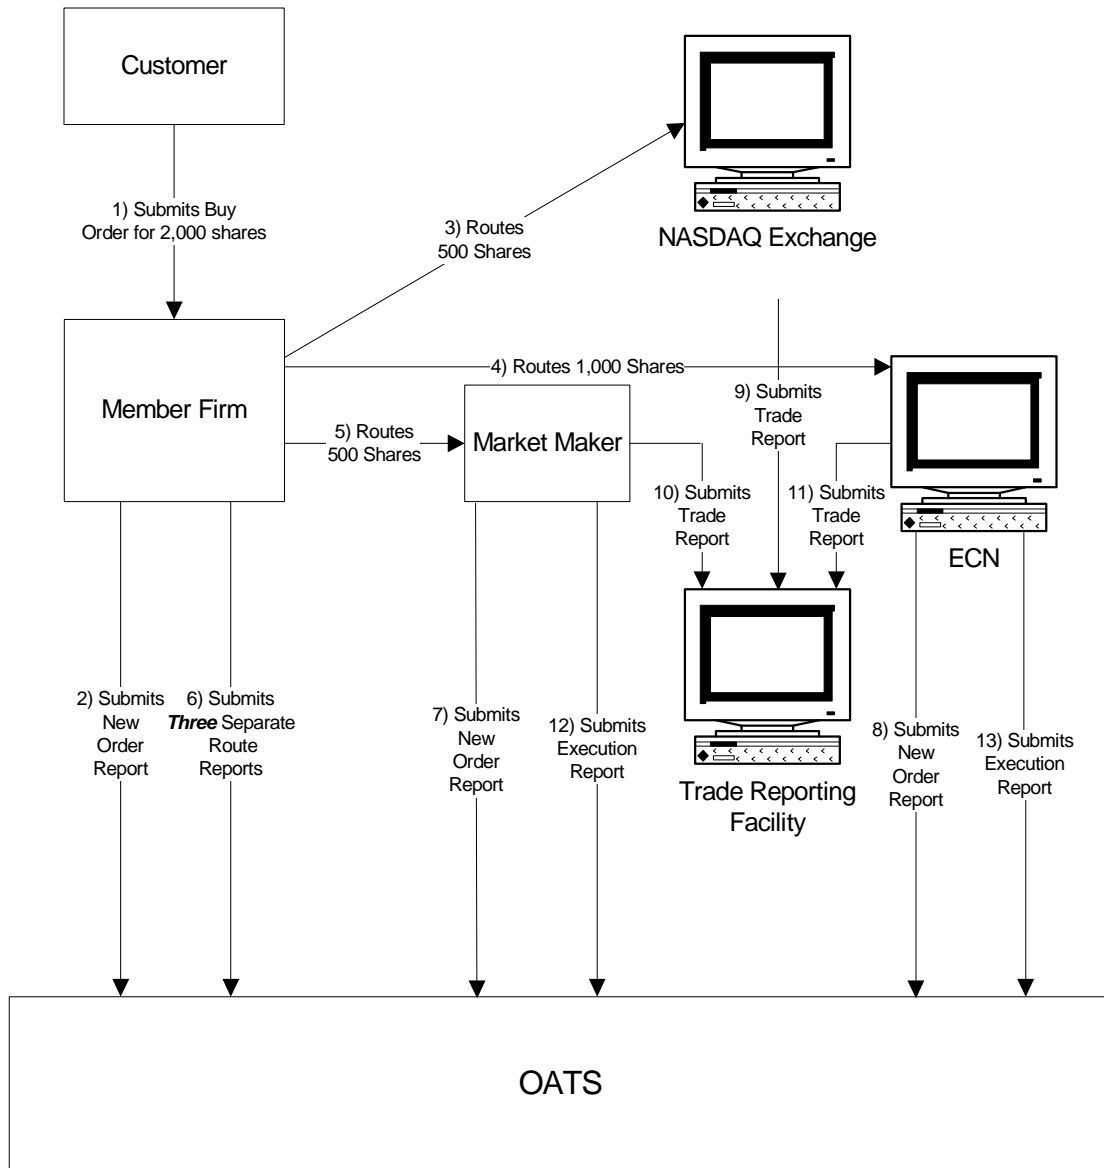 Customer
1) Submits Buy
Order for 2,000 shares
3) Routes
500 Shares
NASDAQ Exchange
Member Firm
4) Routes 1,000 Shares
5) Routes
500 Shares
Market Maker
9) Submits
Trade
Report
10) Submits
Trade
Report
11) Submits
Trade
Report
ECN
2) Submits
New
Order
Report
6) Submits
Three Separate
Route
Reports
7) Submits
New
Order
Report
12) Submits
Execution
Report
Trade Reporting
Facility
8) Submits
New
Order
Report
13) Submits
Execution
Report
OATS